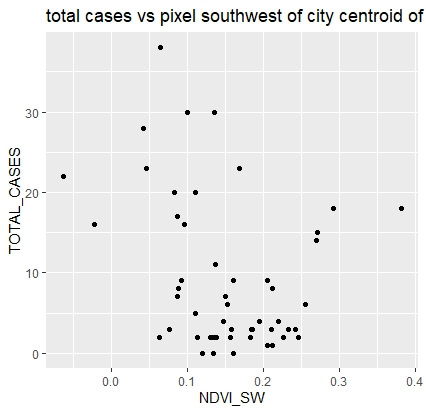 total cases vs pixel southwest of city centroid of
30
20
10
0
TOTAL_CASES
0.0 0.1 0.2 0.3 0.4
NDVI_SW